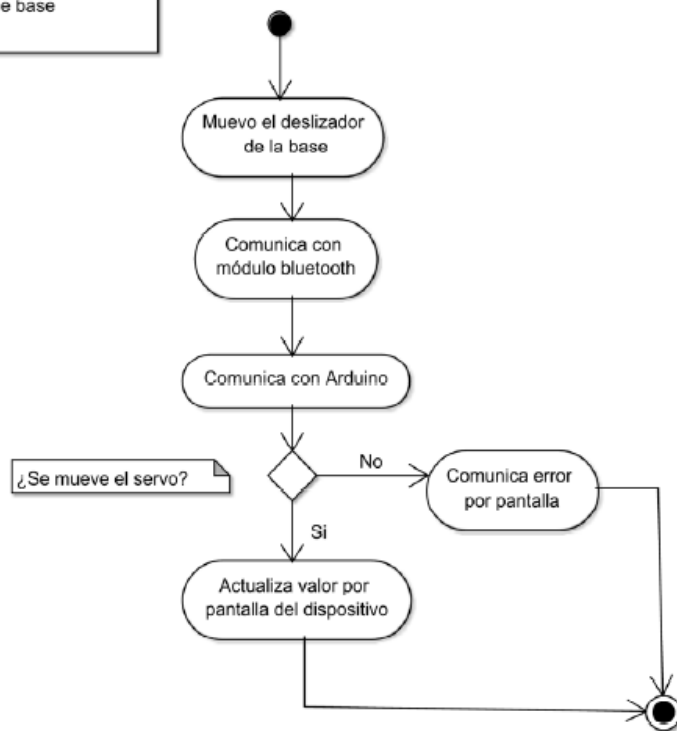 e base
Muevo el deslizador
de la base
Comunica con
módulo bluetooth
Comunica con Arduino
¿Se mueve el servo?
No
Comunica error
por pantalla
Si
Actualiza valor por
pantalla del dispositivo